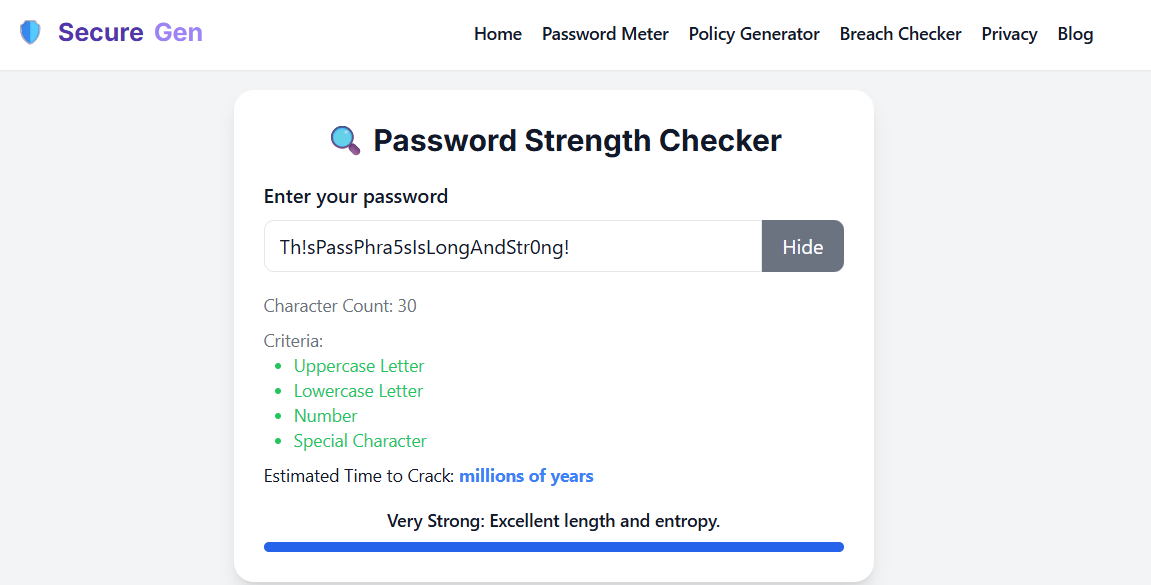 Secure Gen
Home Password Meter Policy Generator Breach Checker Privacy Blog
Password Strength Checker
Enter your password
Th!sPassPhra5sIsLongAndStr0ng!
Hide
Character Count: 30
Criteria:
Uppercase Letter
Lowercase Letter
Number
Special Character
Estimated Time to Crack: millions of years
Very Strong: Excellent length and entropy.